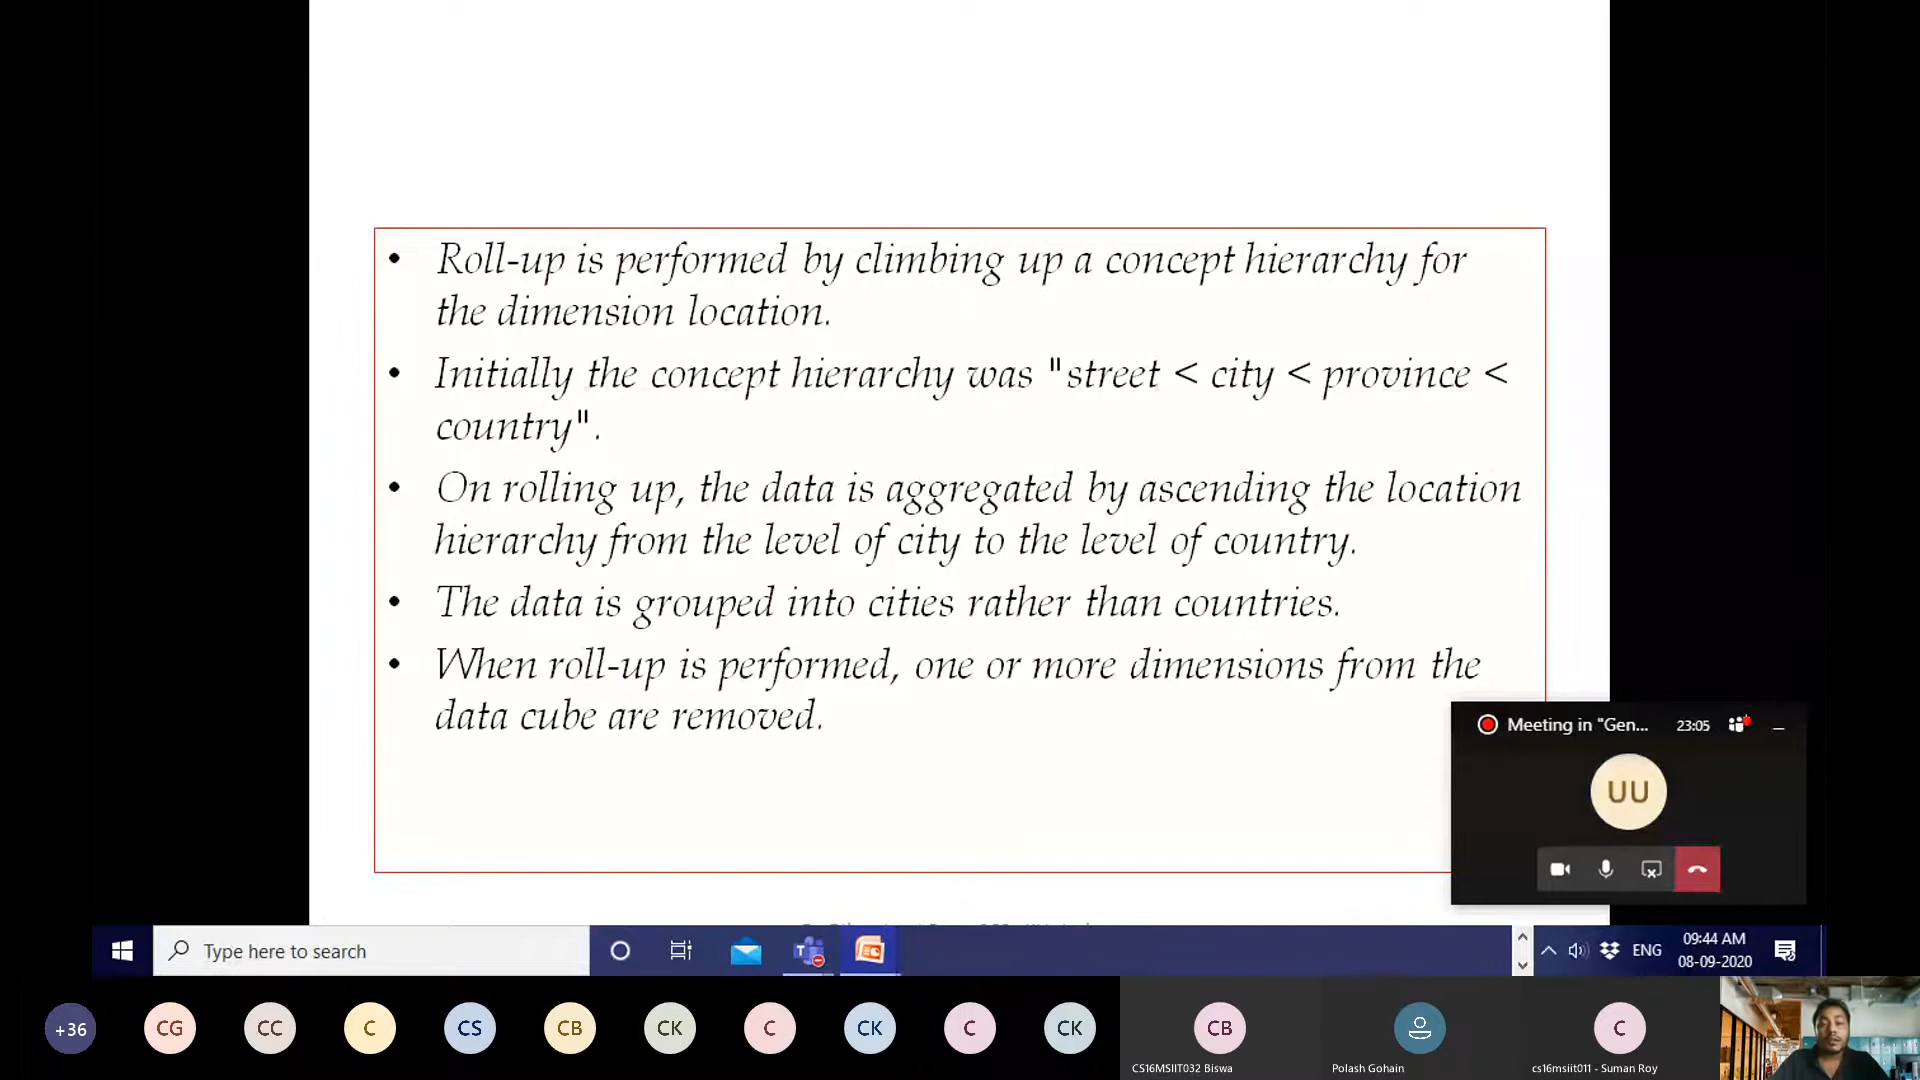 • Roll-up is performed by climbing up a concept hierarchy for
the dimension location.
• Initially the concept hierarchy was "street < city < province <
country".
• On rolling up, the data is aggregated by ascending the location
hierarchy from the level of city to the level of country.
• The data is grouped into cities rather than countries.
• When roll-up is performed, one or more dimensions from the
data cube are removed.
Meeting in "Gen... 23:05
UU
Type here to search
ENG
09:44 AM
08-09-2020
+36 CG CC C CS CB CK C CK C CK CB C
CS16MSIIT032 Biswa Polash Gohain cs16msiit011 - Suman Roy